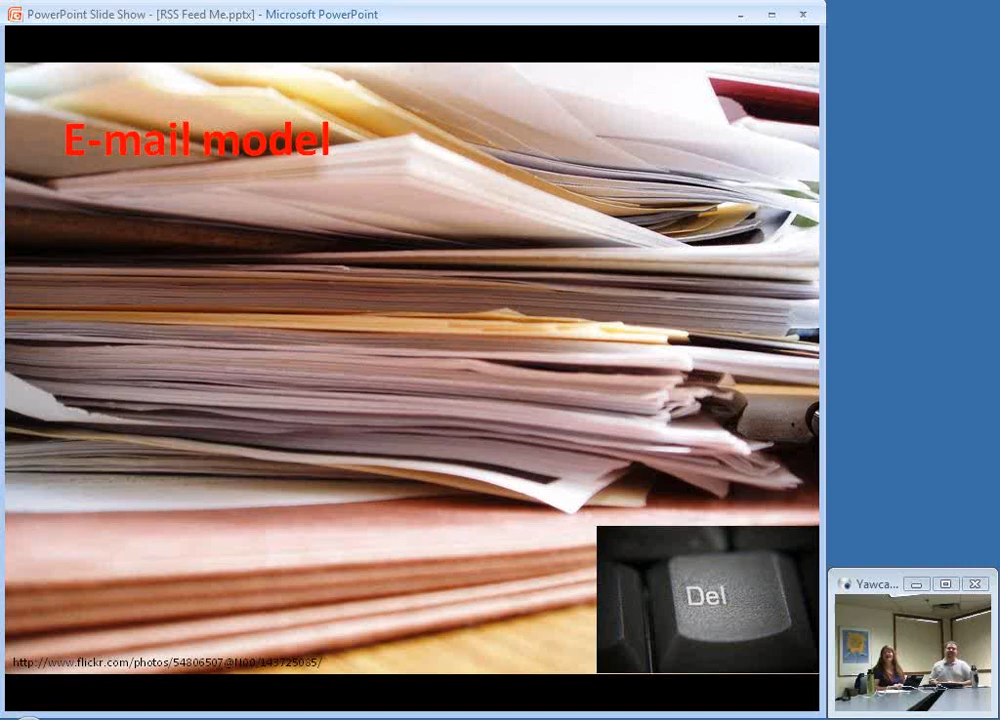 PowerPoint Slide Show - [RSS Feed Me.pptx] - Microsoft PowerPoint
E-mail model
Del
http://www.flickr.com/photos/54806507@N00/143725085/
Yawca...